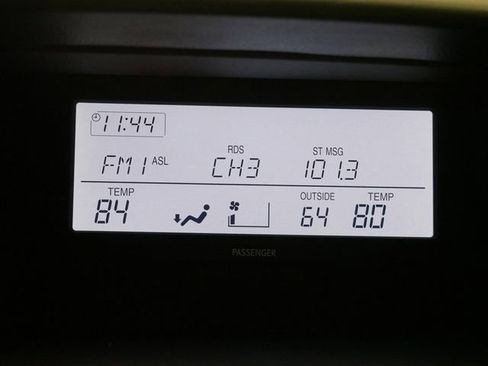 11:44
RDS ST MSG
FM1 ASL CH3 101.3
TEMP OUTSIDE TEMP
84 64 80
PASSENGER